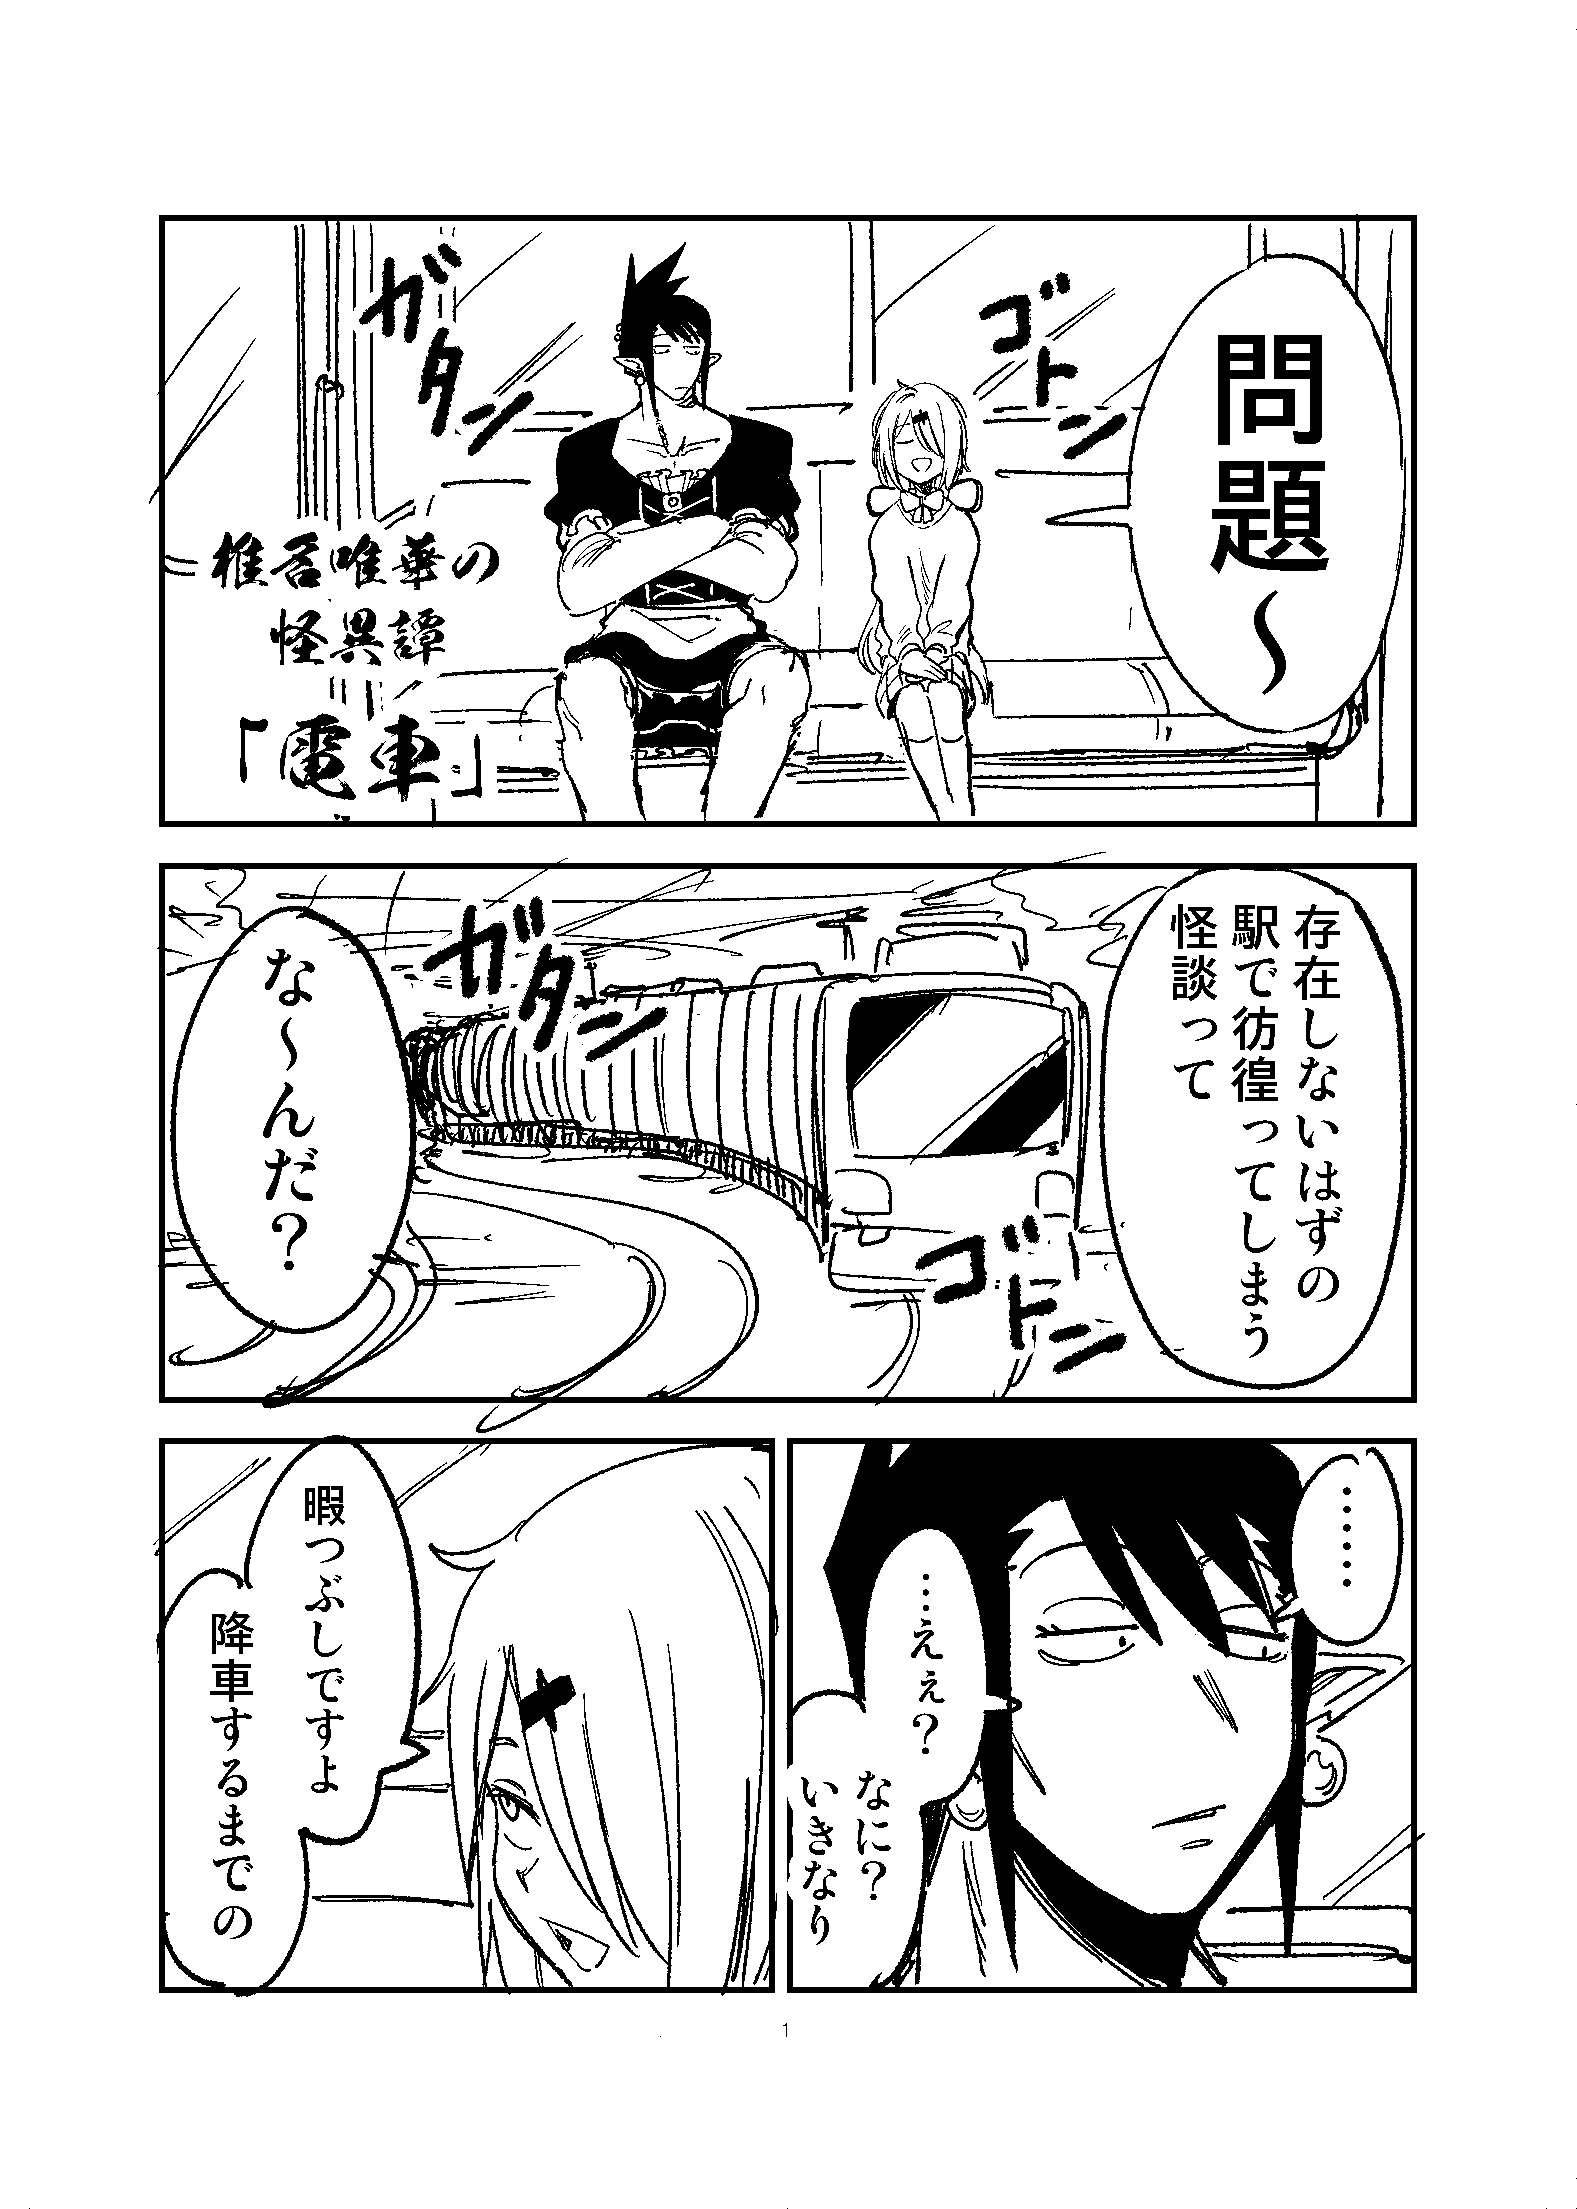 問題〜
ゴトン
ガタン
椎名唯華の
怪異譚
「電車」
存在しないはずの
駅で彷徨ってしまう
怪談って
ガタン
ゴトン
な〜んだ？
……
…えぇ？
なに？
いきなり
暇つぶしですよ
降車するまでの
1